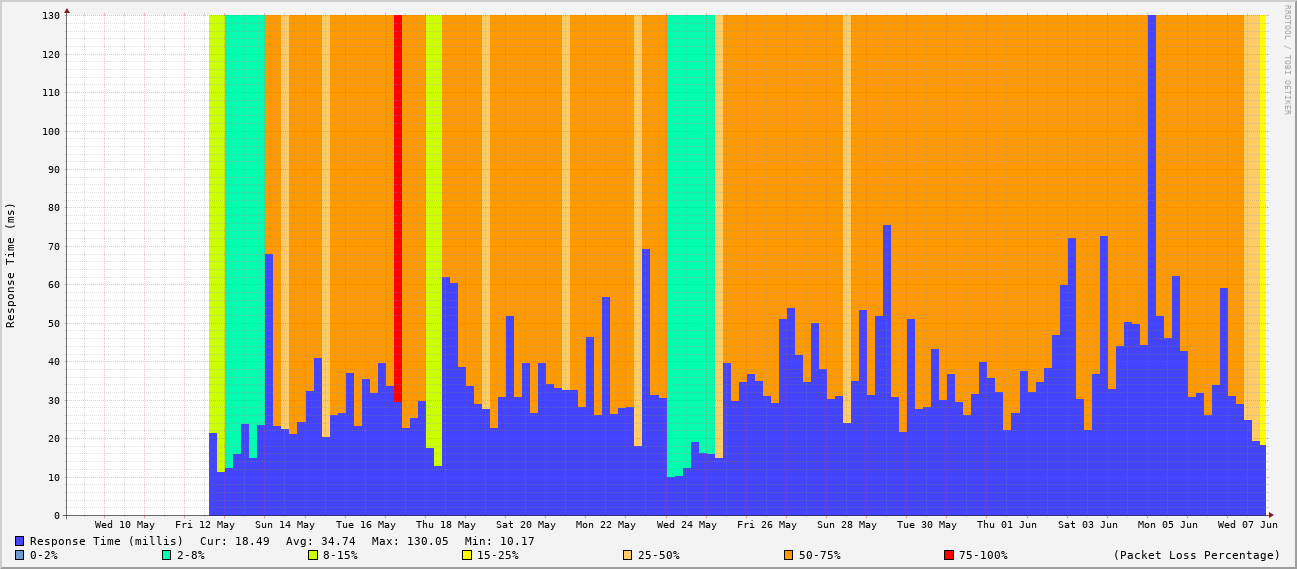 RRDTOOL / TOBI OETIKER
Response Time (ms)
130
120
110
100
90
80
70
60
50
40
30
20
10
0
Wed 10 May Fri 12 May Sun 14 May Tue 16 May Thu 18 May Sat 20 May Mon 22 May Wed 24 May Fri 26 May Sun 28 May Tue 30 May Thu 01 Jun Sat 03 Jun Mon 05 Jun Wed 07 Jun
Response Time (millis) Cur: 18.49 Avg: 34.74 Max: 130.05 Min: 10.17
0-2% 2-8% 8-15% 15-25% 25-50% 50-75% 75-100% (Packet Loss Percentage)